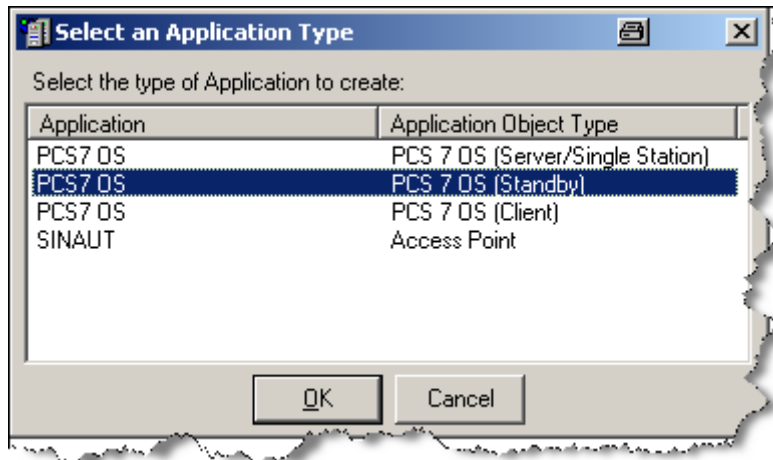 Select an Application Type
Select the type of Application to create:
Application Application Object Type
PCS7 OS PCS 7 OS (Server/Single Station)
PCS7 OS PCS 7 OS (Standby)
PCS7 OS PCS 7 OS (Client)
SINAUT Access Point
OK Cancel